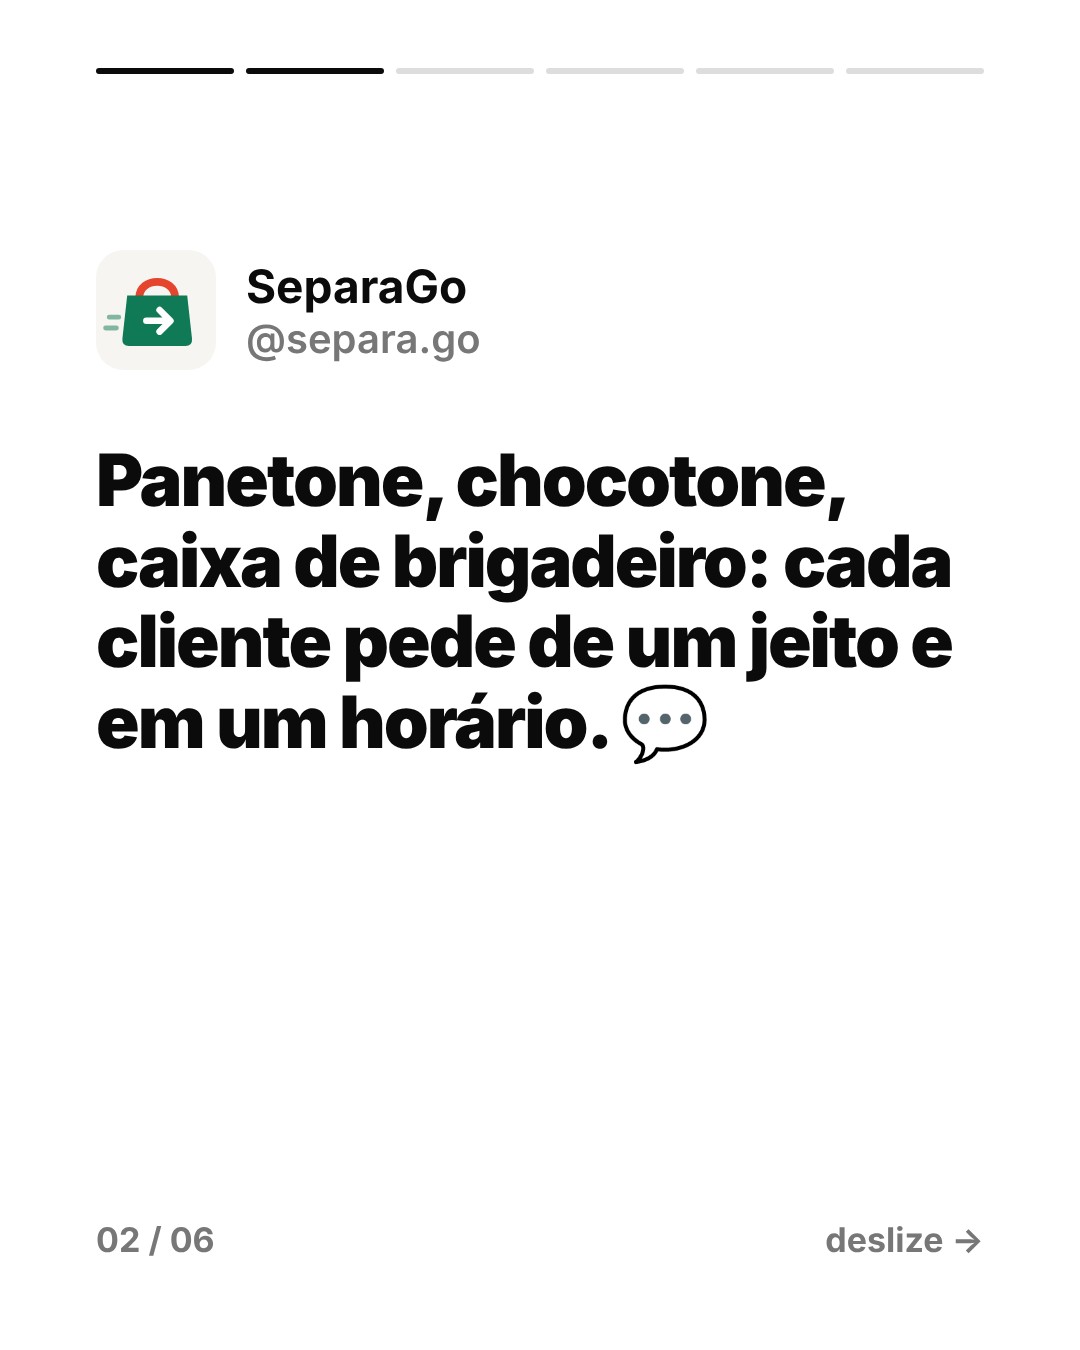 SeparaGo
@separa.go
Panetone, chocotone,
caixa de brigadeiro: cada
cliente pede de um jeito e
em um horário. 💬
02 / 06
deslize →